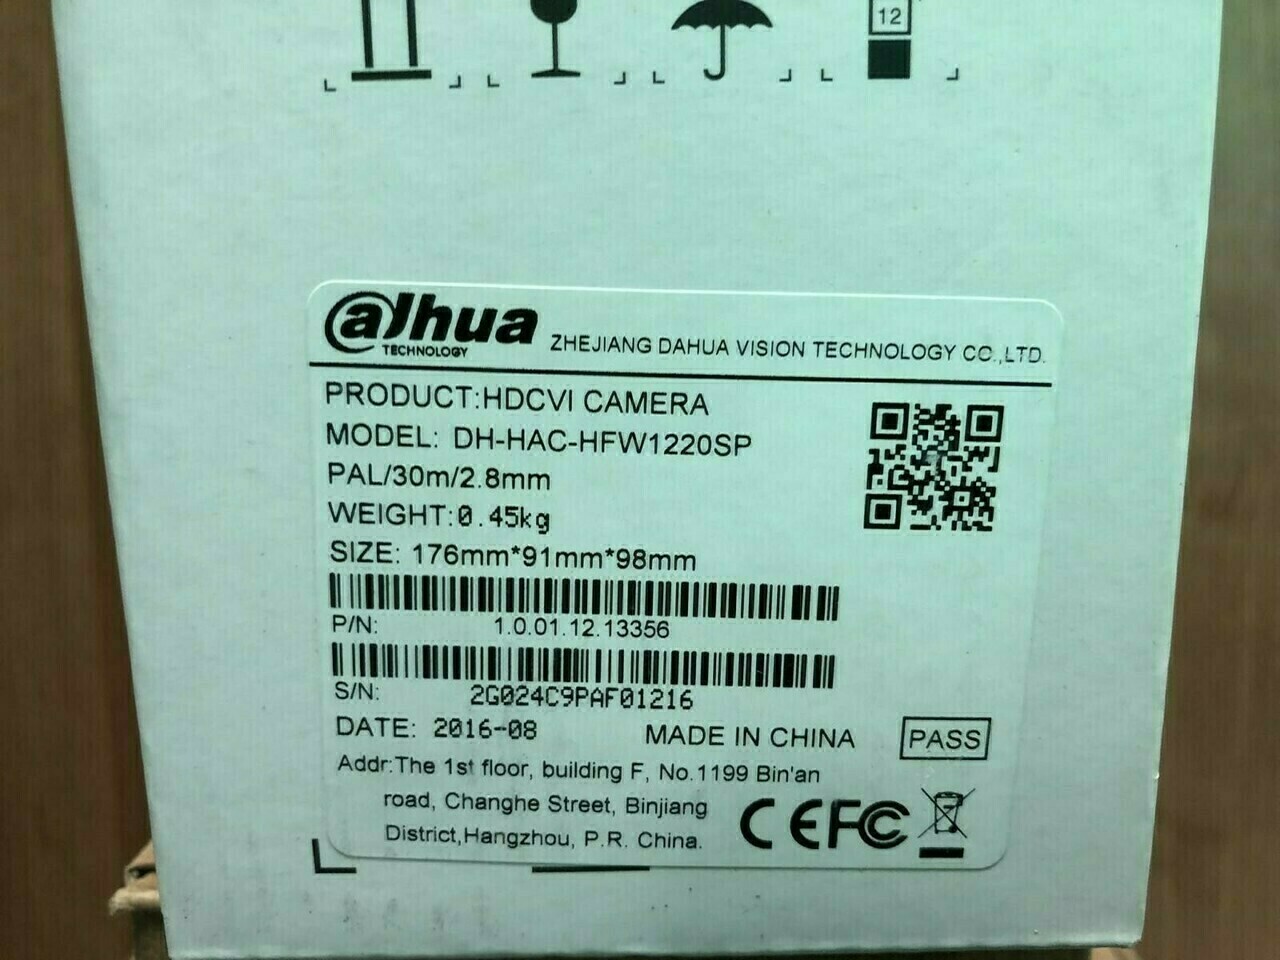 12
alhua
TECHNOLOGY
ZHEJIANG DAHUA VISION TECHNOLOGY CO.,LTD.
PRODUCT:HDCVI CAMERA
MODEL: DH-HAC-HFW1220SP
PAL/30m/2.8mm
WEIGHT:0.45kg
SIZE: 176mm*91mm*98mm
P/N: 1.0.01.12.13356
S/N: 2G024C9PAF01216
DATE: 2016-08 MADE IN CHINA PASS
Addr:The 1st floor, building F, No.1199 Bin'an
road, Changhe Street, Binjiang
District,Hangzhou, P.R. China.
CE FC